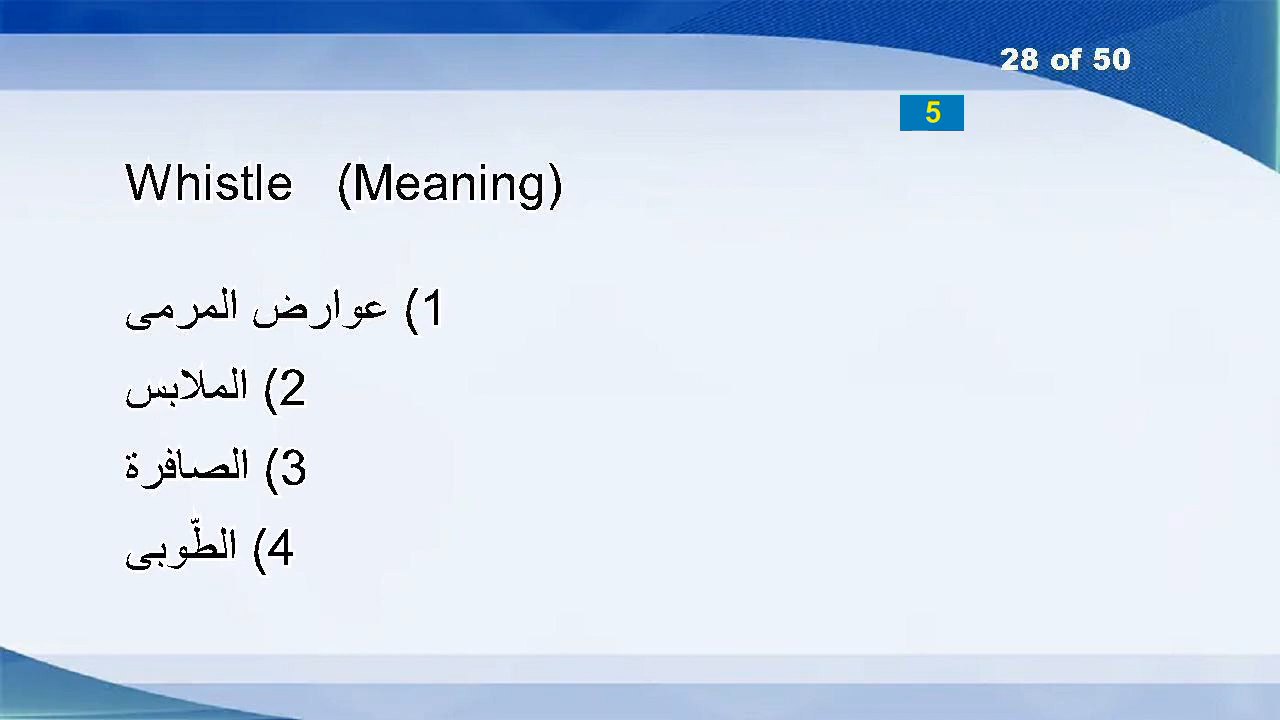 28 of 50
5
Whistle (Meaning)
1) عوارض المرمى
2) الملابس
3) الصافرة
4) الطّوبى